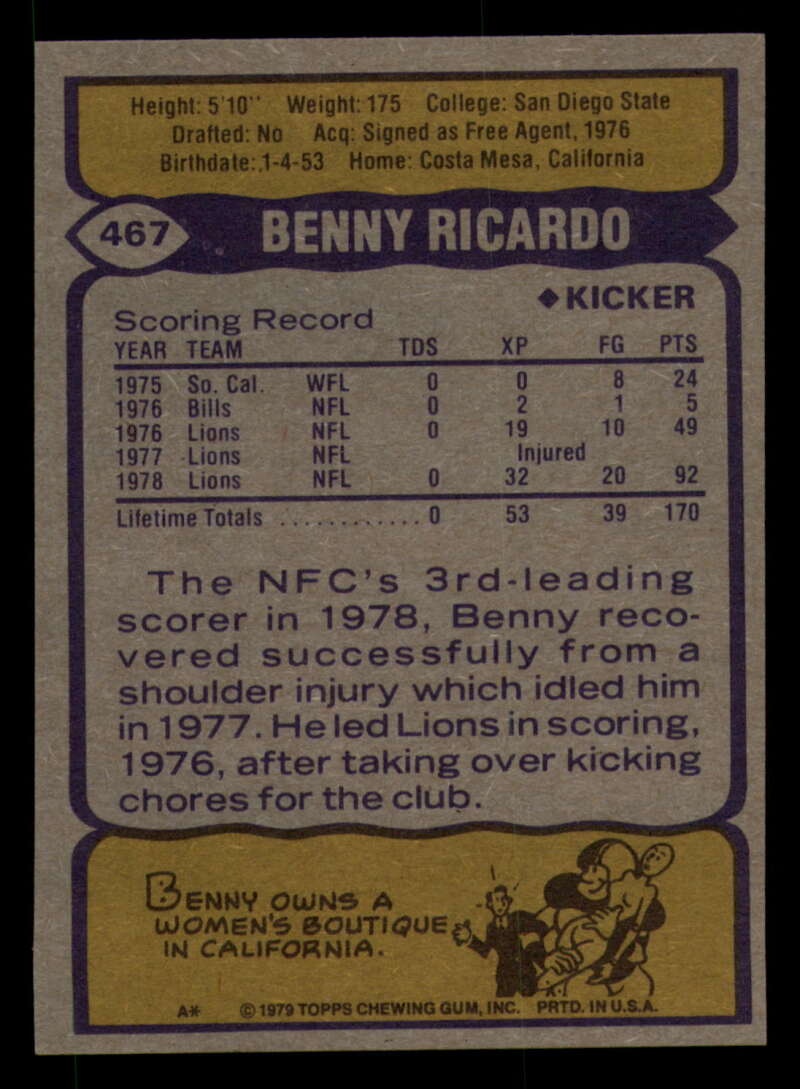 Height: 5'10" Weight: 175 College: San Diego State
Drafted: No Acq: Signed as Free Agent, 1976
Birthdate: 1-4-53 Home: Costa Mesa, California
467 BENNY RICARDO
◆KICKER
Scoring Record
YEAR TEAM TDS XP FG PTS
1975 So. Cal. WFL 0 0 8 24
1976 Bills NFL 0 2 1 5
1976 Lions NFL 0 19 10 49
1977 Lions NFL Injured
1978 Lions NFL 0 32 20 92
Lifetime Totals ............ 0 53 39 170
The NFC's 3rd-leading
scorer in 1978, Benny reco-
vered successfully from a
shoulder injury which idled him
in 1977. He led Lions in scoring,
1976, after taking over kicking
chores for the club.
BENNY OWNS A
WOMEN'S BOUTIQUE
IN CALIFORNIA.
A* © 1979 TOPPS CHEWING GUM, INC. PRTD. IN U.S.A.